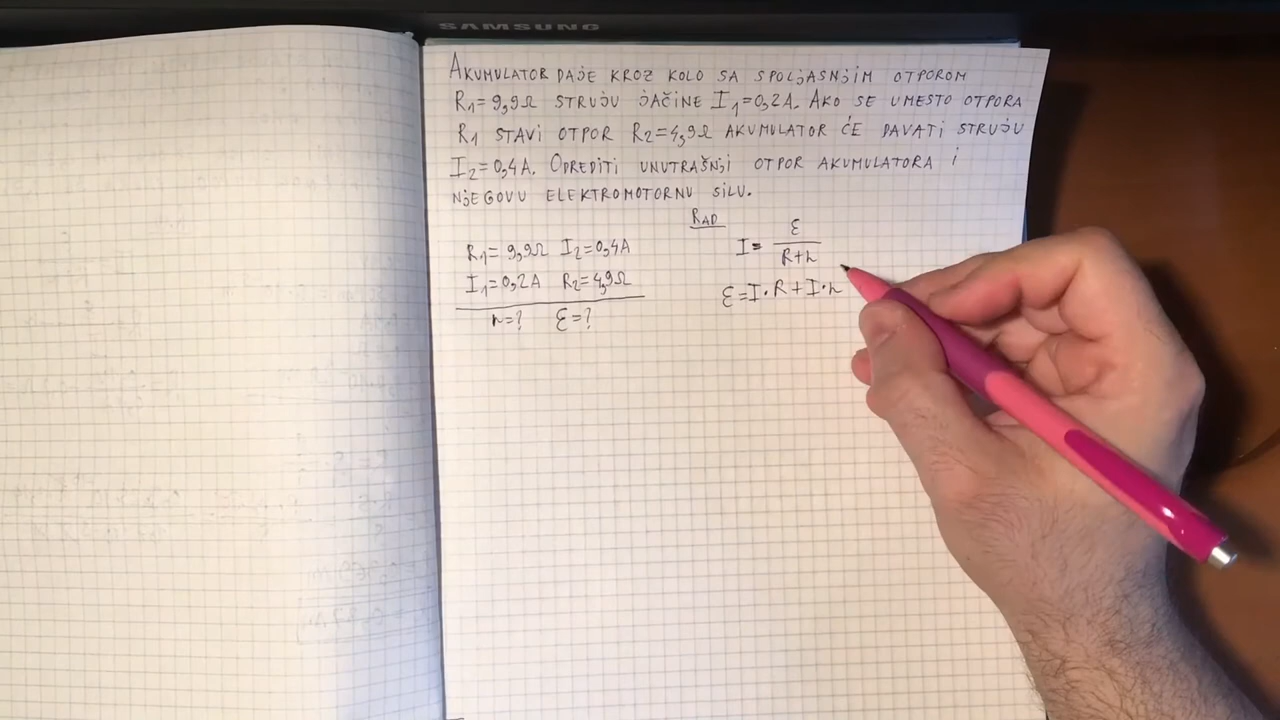 SAMSUNG
AKUMULATOR DAJE KROZ KOLO SA SPOLJAŠNJIM OTPOROM
R₁=9,9Ω STRUJU JAČINE I₁=0,2A. AKO SE UMESTO OTPORA
R₁ STAVI OTPOR R₂=4,9Ω AKUMULATOR ĆE DAVATI STRUJU
I₂=0,4A. ODREDITI UNUTRAŠNJI OTPOR AKUMULATORA I
NJEGOVU ELEKTROMOTORNU SILU.
RAD
R₁=9,9Ω I₂=0,4A
I₁=0,2A R₂=4,9Ω
r=? ε=?
I= ε / R+r
ε=I·R+I·r